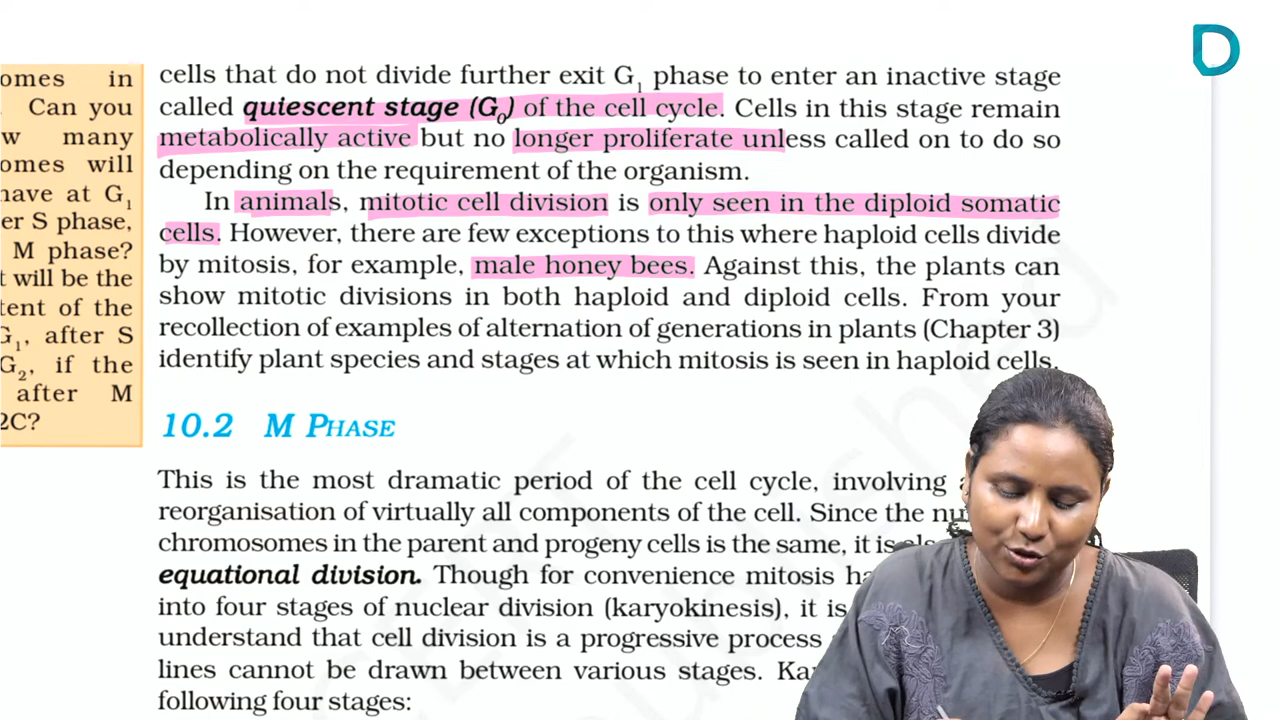 D
omes in
. Can you
w many
omes will
have at G1
er S phase,
M phase?
t will be the
tent of the
G1, after S
G2, if the
after M
2C?
cells that do not divide further exit G1 phase to enter an inactive stage
called quiescent stage (G0) of the cell cycle. Cells in this stage remain
metabolically active but no longer proliferate unless called on to do so
depending on the requirement of the organism.
In animals, mitotic cell division is only seen in the diploid somatic
cells. However, there are few exceptions to this where haploid cells divide
by mitosis, for example, male honey bees. Against this, the plants can
show mitotic divisions in both haploid and diploid cells. From your
recollection of examples of alternation of generations in plants (Chapter 3)
identify plant species and stages at which mitosis is seen in haploid cells.
10.2 M PHASE
This is the most dramatic period of the cell cycle, involving
reorganisation of virtually all components of the cell. Since the
chromosomes in the parent and progeny cells is the same, it is
equational division. Though for convenience mitosis
into four stages of nuclear division (karyokinesis), it is
understand that cell division is a progressive process
lines cannot be drawn between various stages.
following four stages: